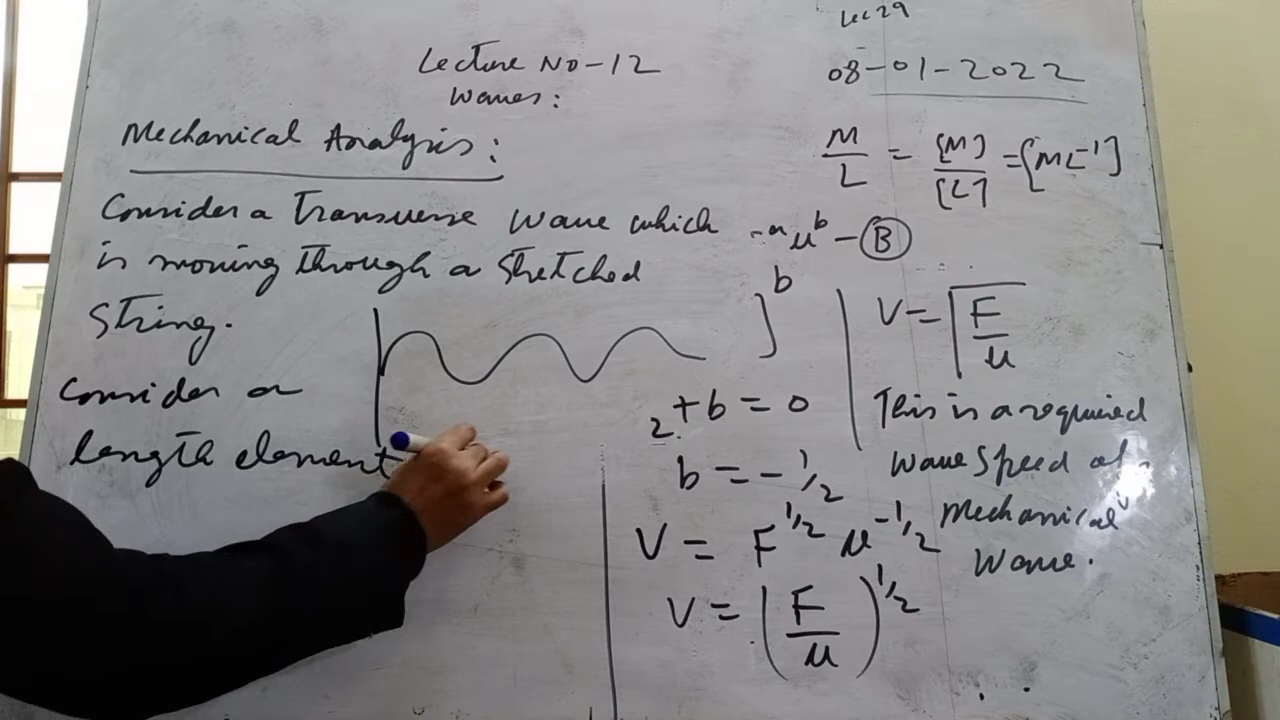 Lec 29
Lecture No-12
08-01-2022
Waves:
Mechanical Analysis:
M/L = [M]/[L] = [ML⁻¹]
Consider a Transverse wave which
is moving through a stretched
string.
μᵇ - Ⓑ
]ᵇ
V = √(F/μ)
Consider a
length element
2 + b = 0
b = -1/2
V = F^1/2 μ^-1/2
V = (F/μ)^1/2
This is a required
wave speed of
Mechanical
Wave.